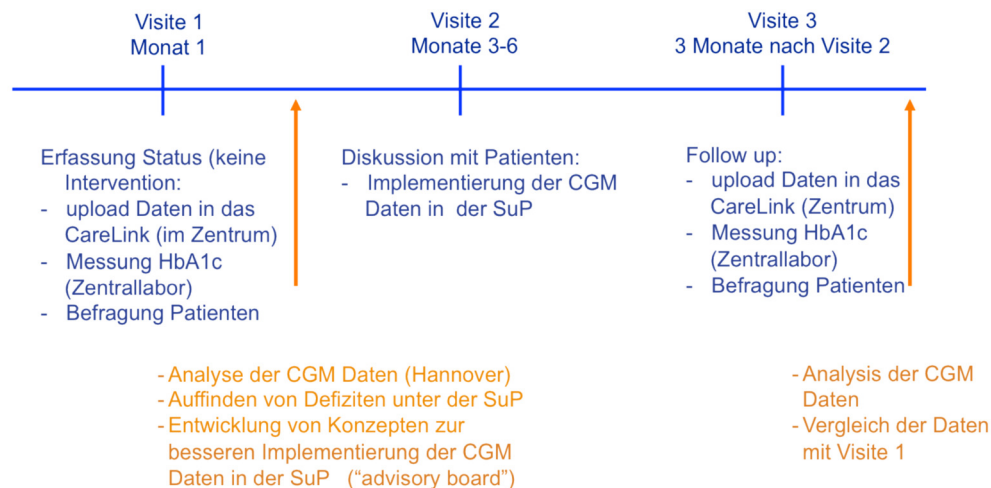 Visite 1
Monat 1
Visite 2
Monate 3-6
Visite 3
3 Monate nach Visite 2
Erfassung Status (keine
Intervention:
- upload Daten in das
CareLink (im Zentrum)
- Messung HbA1c
(Zentrallabor)
- Befragung Patienten
Diskussion mit Patienten:
- Implementierung der CGM
Daten in der SuP
Follow up:
- upload Daten in das
CareLink (Zentrum)
- Messung HbA1c
(Zentrallabor)
- Befragung Patienten
- Analyse der CGM Daten (Hannover)
- Auffinden von Defiziten unter der SuP
- Entwicklung von Konzepten zur
besseren Implementierung der CGM
Daten in der SuP (“advisory board”)
- Analysis der CGM
Daten
- Vergleich der Daten
mit Visite 1